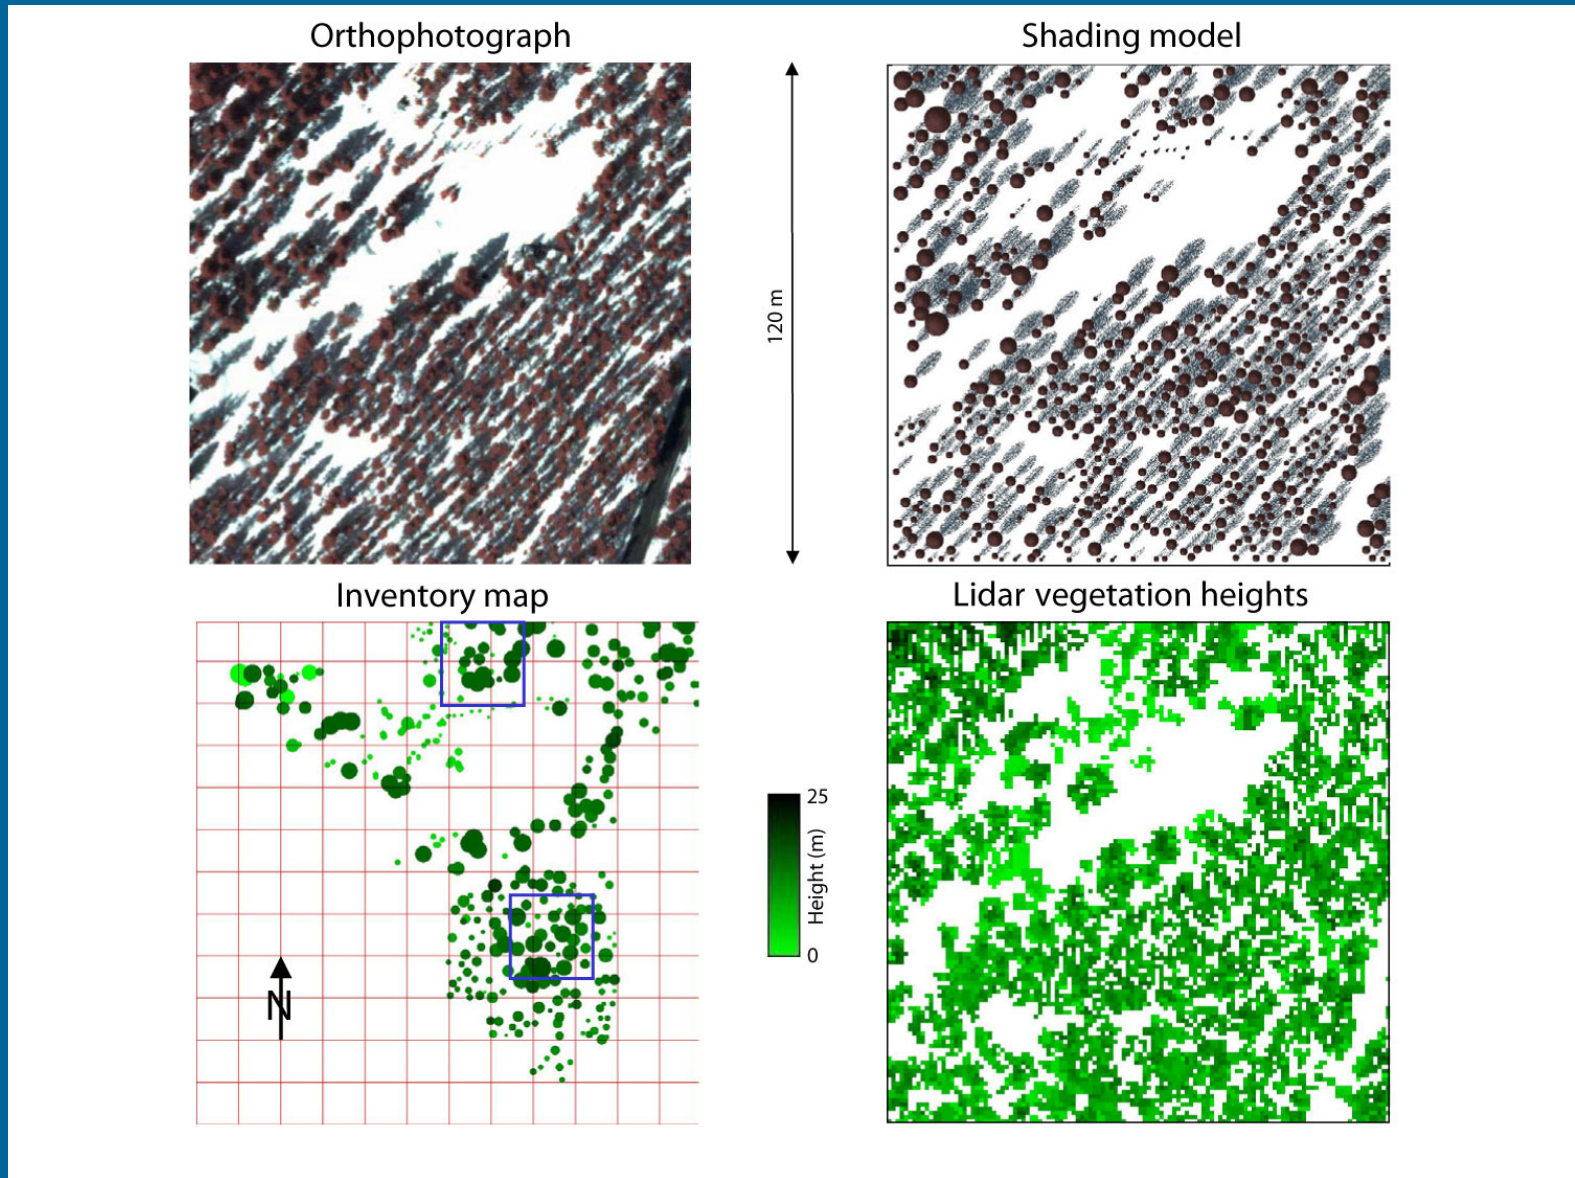 Orthophotograph
Shading model
120 m
Inventory map
Lidar vegetation heights
25
Height (m)
0
N